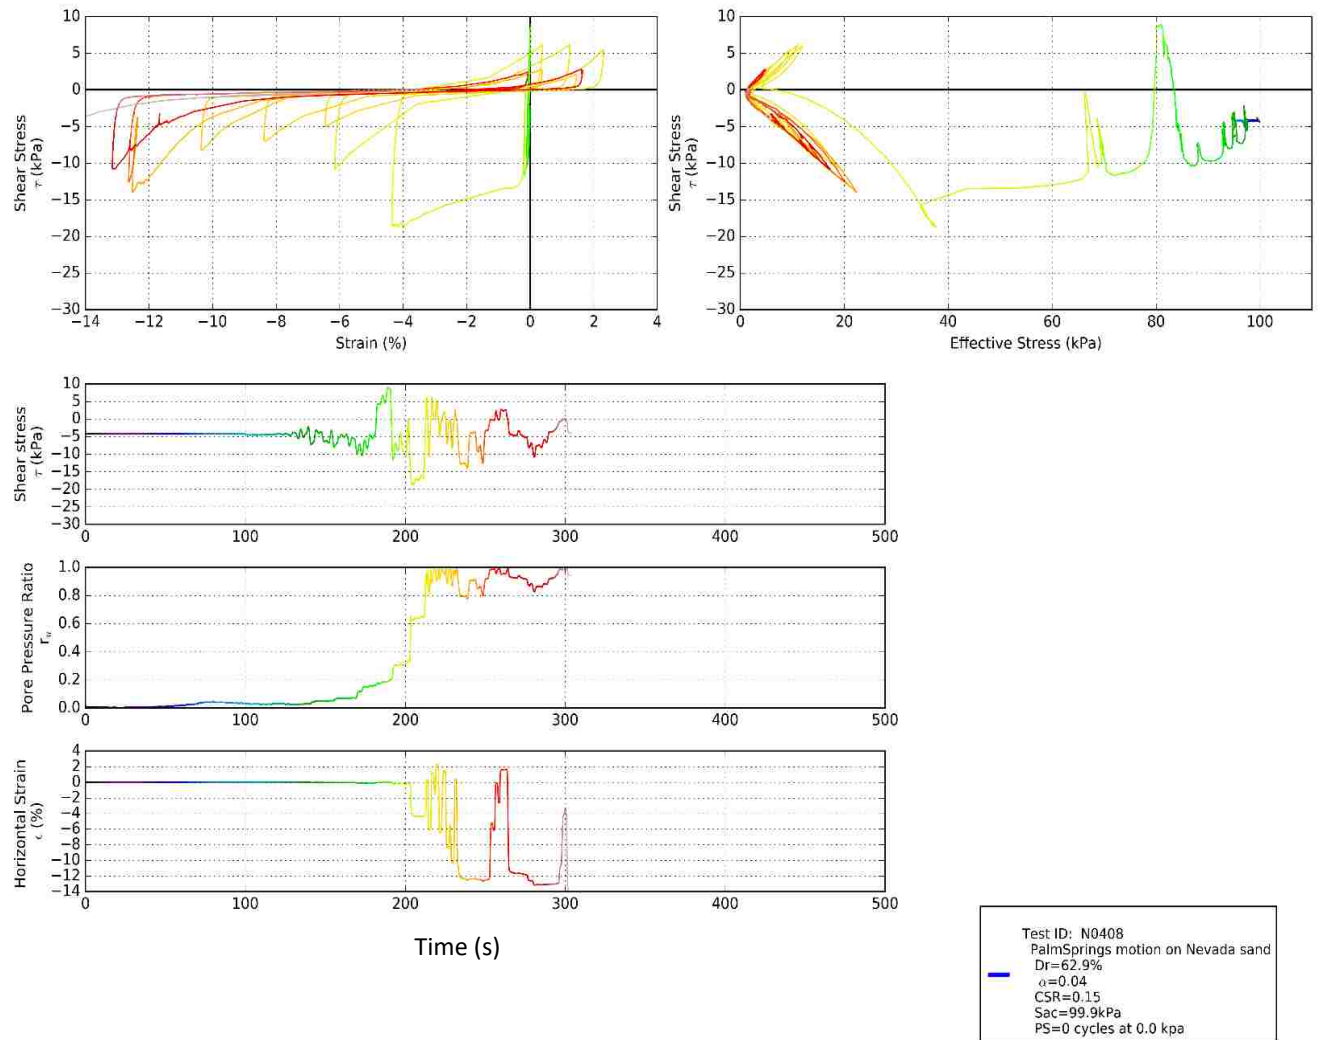 10
5
0
−5
−10
−15
−20
−25
−30
Shear Stress
τ (kPa)
−14 −12 −10 −8 −6 −4 −2 0 2 4
Strain (%)
10
5
0
−5
−10
−15
−20
−25
−30
Shear Stress
τ (kPa)
0 20 40 60 80 100
Effective Stress (kPa)
10
5
0
−5
−10
−15
−20
−25
−30
Shear stress
τ (kPa)
0 100 200 300 400 500
1.0
0.8
0.6
0.4
0.2
0.0
Pore Pressure Ratio
ru
0 100 200 300 400 500
4
2
0
−2
−4
−6
−8
−10
−12
−14
Horizontal Strain
ϵ (%)
0 100 200 300 400 500
Time (s)
Test ID: N0408
PalmSprings motion on Nevada sand
Dr=62.9%
α=0.04
CSR=0.15
Sac=99.9kPa
PS=0 cycles at 0.0 kpa